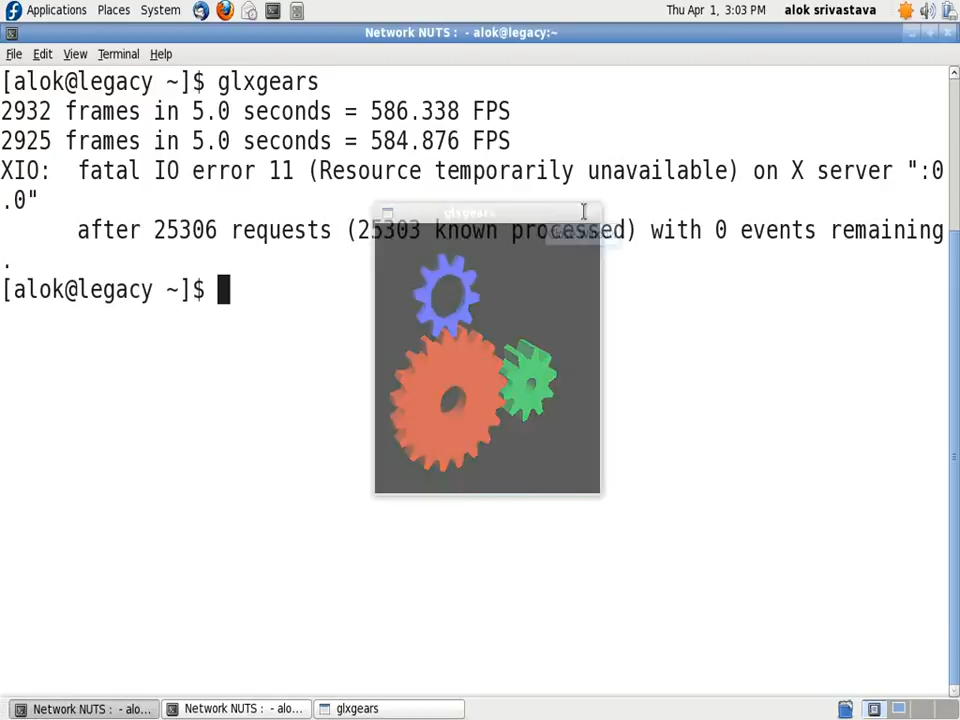 Applications Places System Thu Apr 1, 3:03 PM alok srivastava
Network NUTS : - alok@legacy:~
File Edit View Terminal Help
[alok@legacy ~]$ glxgears
2932 frames in 5.0 seconds = 586.338 FPS
2925 frames in 5.0 seconds = 584.876 FPS
XIO:  fatal IO error 11 (Resource temporarily unavailable) on X server ":0
.0"
glxgears
      after 25306 requests (25303 known processed) with 0 events remaining
.
[alok@legacy ~]$
Network NUTS : - alo... Network NUTS : - alo... glxgears